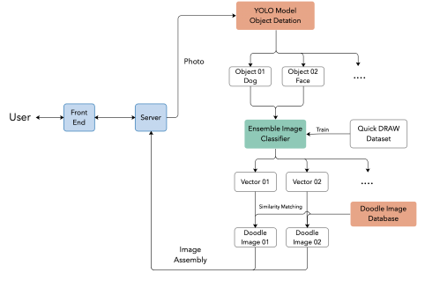 YOLO Model
Object Detation
Photo
Object 01
Dog
Object 02
Face
....
User
Front
End
Server
Ensemble Image
Classifier
Train
Quick DRAW
Dataset
Vector 01
Vector 02
....
Similarity Matching
Doodle Image
Database
Doodle
Image 01
Doodle
Image 02
Image
Assembly